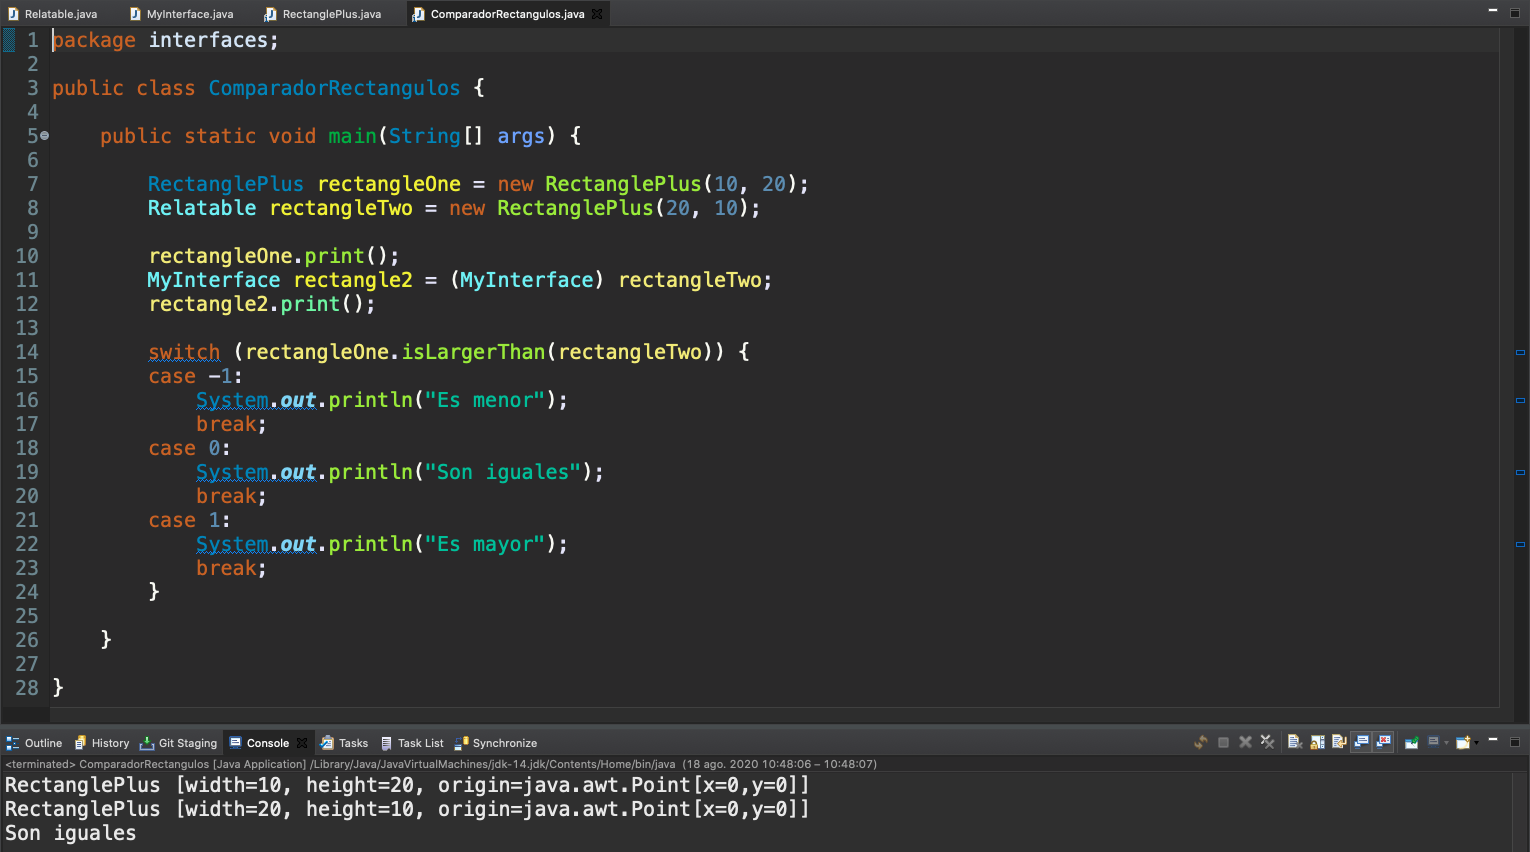 Relatable.java MyInterface.java RectanglePlus.java ComparadorRectangulos.java
1 package interfaces;
2
3 public class ComparadorRectangulos {
4
5 public static void main(String[] args) {
6
7 RectanglePlus rectangleOne = new RectanglePlus(10, 20);
8 Relatable rectangleTwo = new RectanglePlus(20, 10);
9
10 rectangleOne.print();
11 MyInterface rectangle2 = (MyInterface) rectangleTwo;
12 rectangle2.print();
13
14 switch (rectangleOne.isLargerThan(rectangleTwo)) {
15 case -1:
16 System.out.println("Es menor");
17 break;
18 case 0:
19 System.out.println("Son iguales");
20 break;
21 case 1:
22 System.out.println("Es mayor");
23 break;
24 }
25
26 }
27
28 }
Outline History Git Staging Console Tasks Task List Synchronize
<terminated> ComparadorRectangulos [Java Application] /Library/Java/JavaVirtualMachines/jdk-14.jdk/Contents/Home/bin/java (18 ago. 2020 10:48:06 – 10:48:07)
RectanglePlus [width=10, height=20, origin=java.awt.Point[x=0,y=0]]
RectanglePlus [width=20, height=10, origin=java.awt.Point[x=0,y=0]]
Son iguales